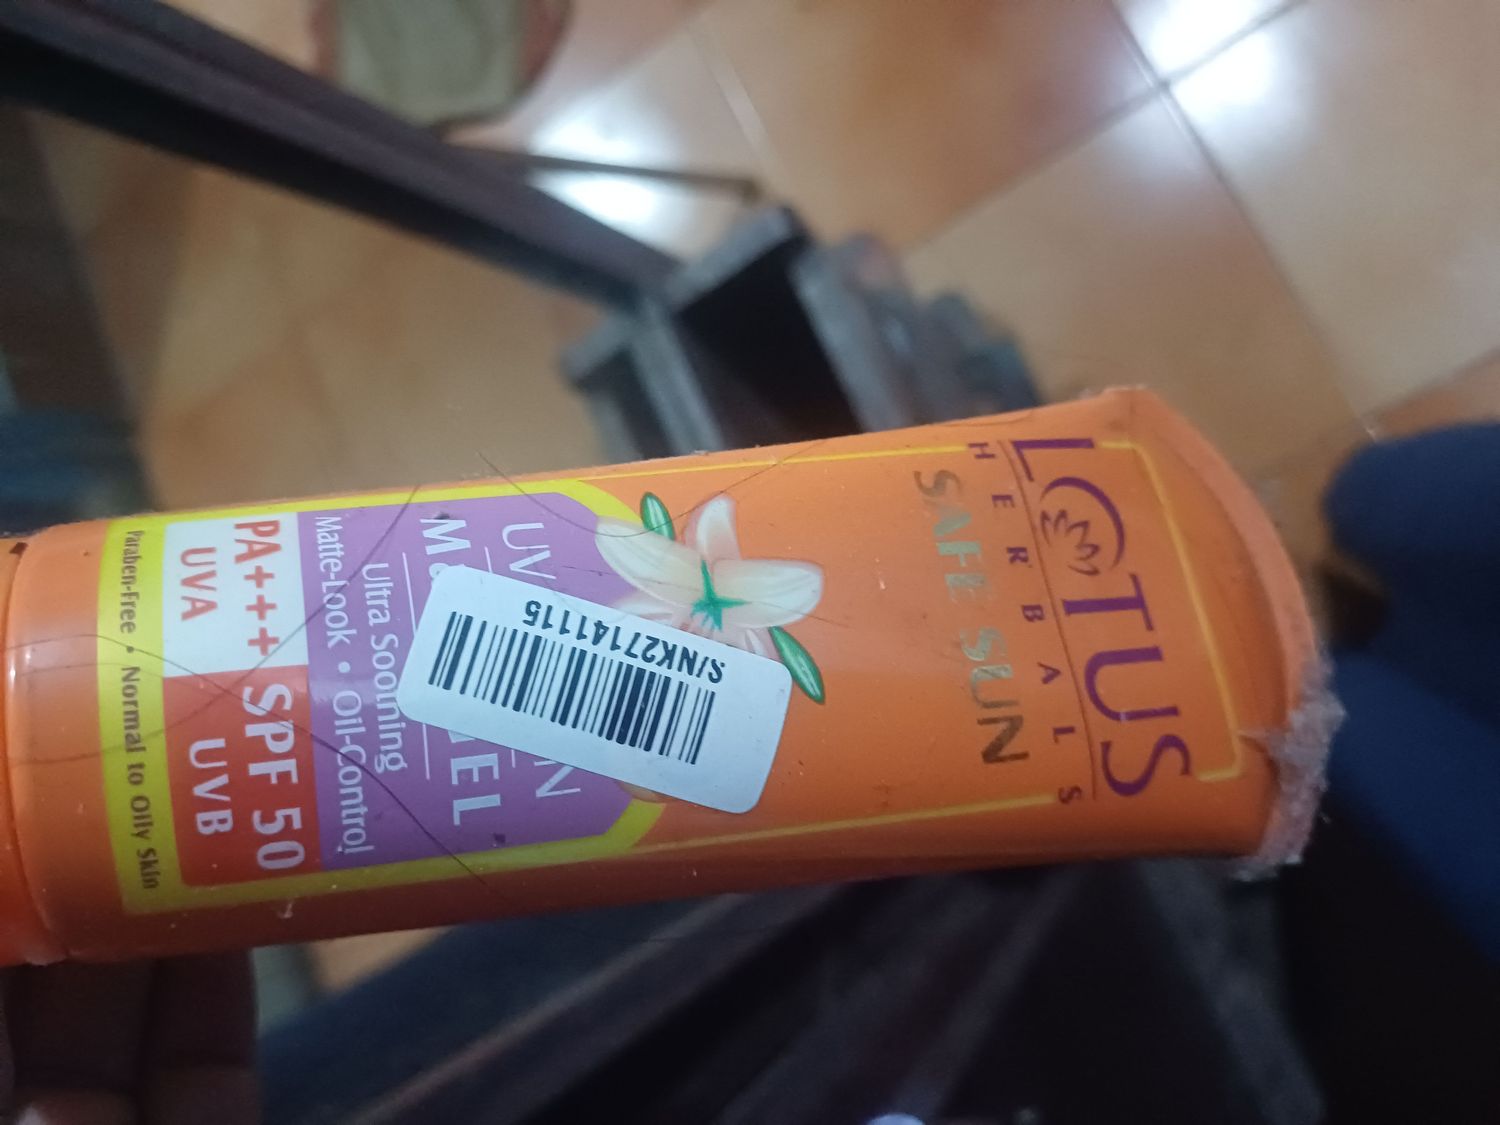 LOTUS
HERBALS
SAFE SUN
UV
Ultra Soothing
Matte-Look • Oil-Control
PA+++ SPF 50
UVA UVB
Paraben-Free • Normal to Oily Skin
S/NK27141115